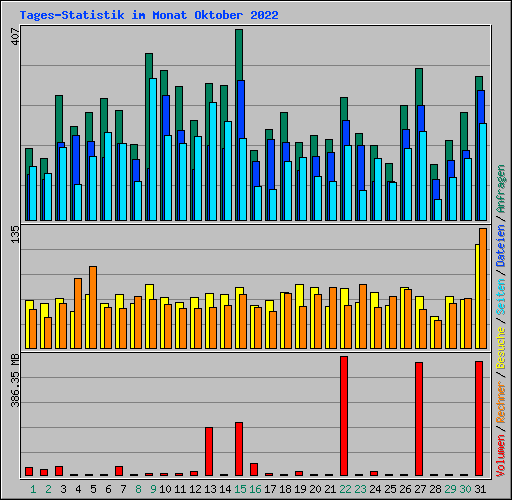 Tages-Statistik im Monat Oktober 2022
407
135
386.35 MB
Volumen / Rechner / Besuche / Seiten / Dateien / Anfragen
1 2 3 4 5 6 7 8 9 10 11 12 13 14 15 16 17 18 19 20 21 22 23 24 25 26 27 28 29 30 31